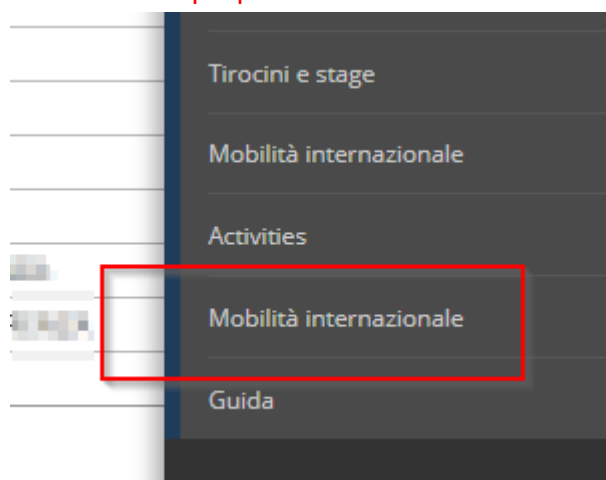 Tirocini e stage
Mobilità internazionale
Activities
Mobilità internazionale
Guida